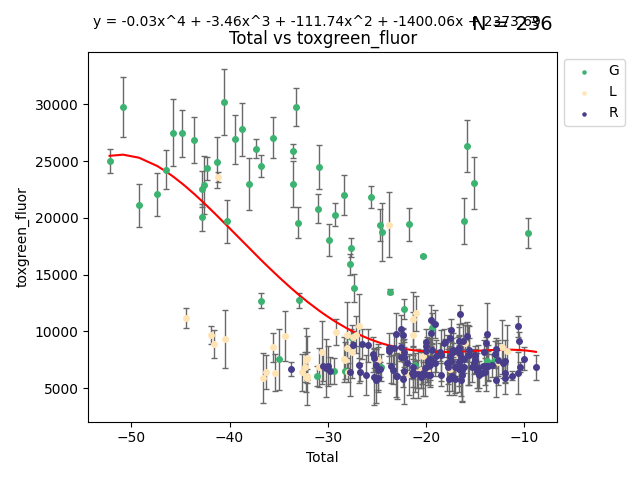 y = -0.03x^4 + -3.46x^3 + -111.74x^2 + -1400.06x + 2373.69
N = 236
Total vs toxgreen_fluor
G
L
R
30000
25000
20000
15000
10000
5000
toxgreen_fluor
−50
−40
−30
−20
−10
Total